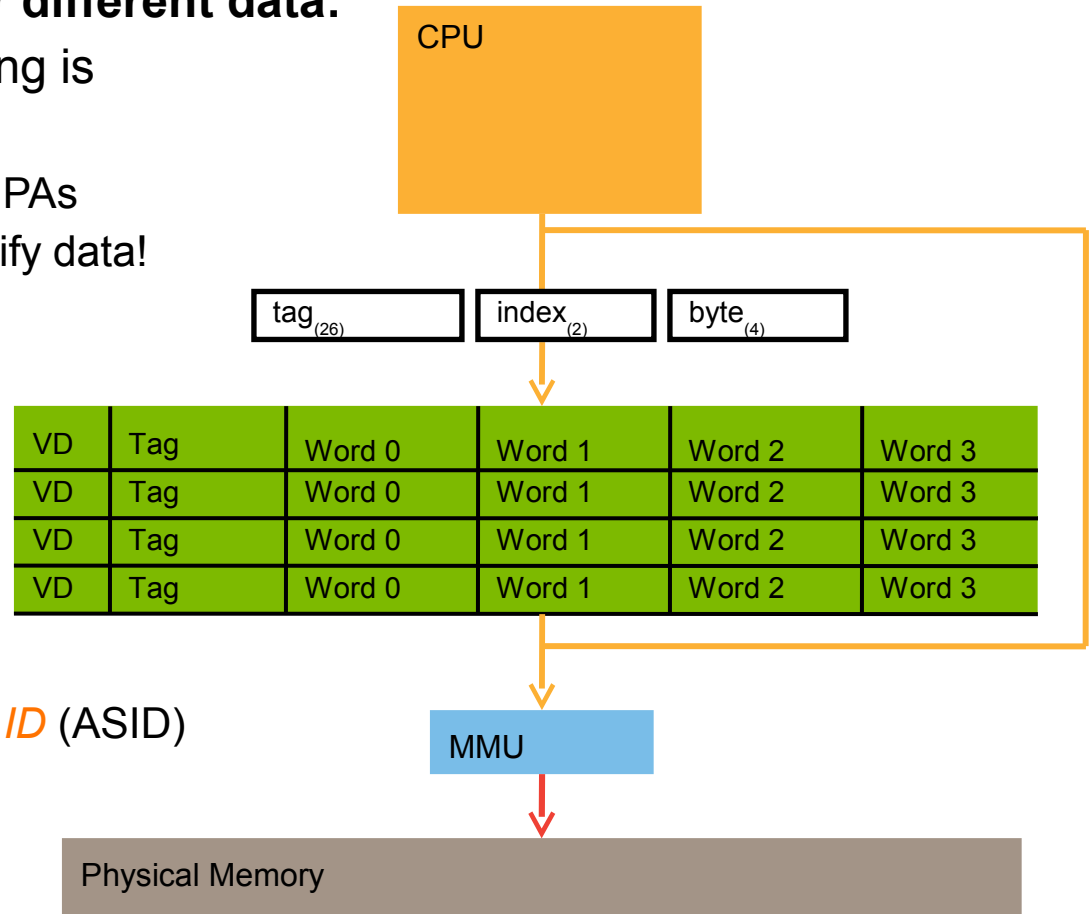 different data.
CPU
ng is
PAs
ify data!
tag(26) index(2) byte(4)
VD Tag Word 0 Word 1 Word 2 Word 3
VD Tag Word 0 Word 1 Word 2 Word 3
VD Tag Word 0 Word 1 Word 2 Word 3
VD Tag Word 0 Word 1 Word 2 Word 3
ID (ASID)
MMU
Physical Memory